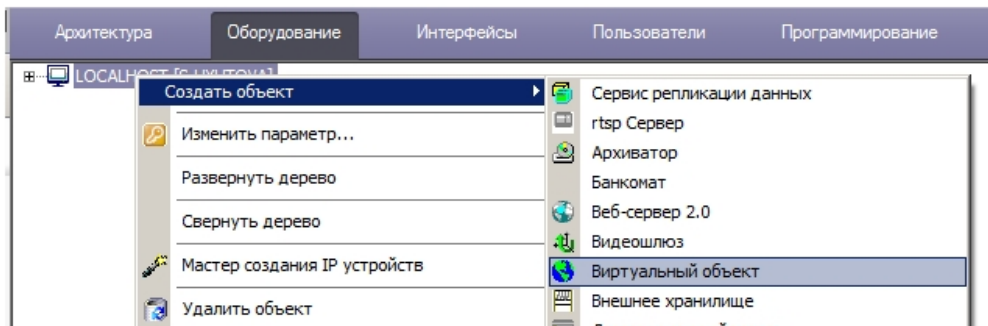 Архитектура Оборудование Интерфейсы Пользователи Программирование
LOCALHOST
Создать объект
Изменить параметр...
Развернуть дерево
Свернуть дерево
Мастер создания IP устройств
Удалить объект
Сервис репликации данных
rtsp Сервер
Архиватор
Банкомат
Веб-сервер 2.0
Видеошлюз
Виртуальный объект
Внешнее хранилище